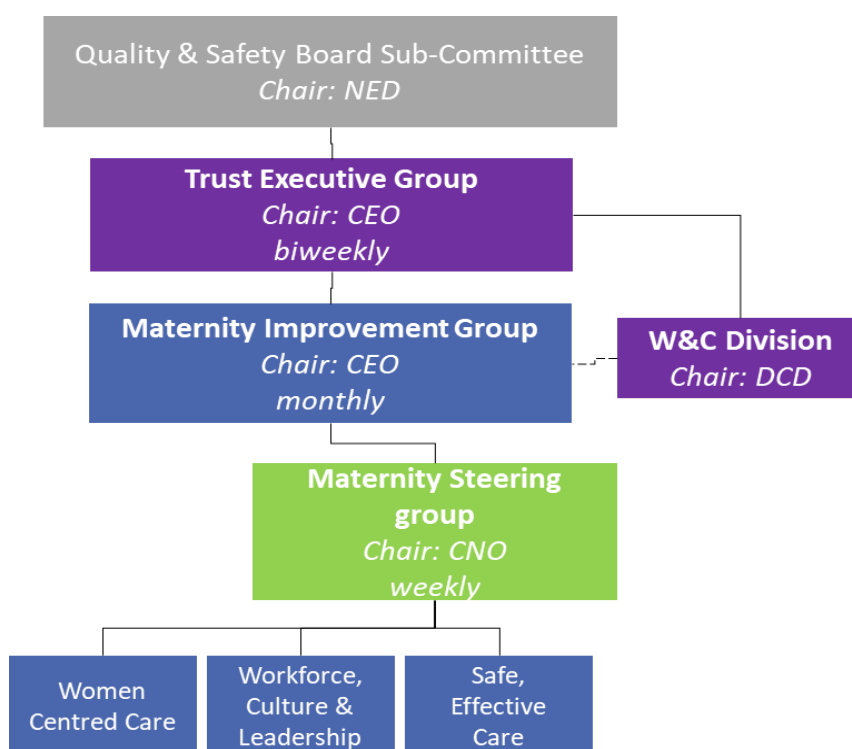 Quality & Safety Board Sub-Committee
Chair: NED
Trust Executive Group
Chair: CEO
biweekly
Maternity Improvement Group
Chair: CEO
monthly
W&C Division
Chair: DCD
Maternity Steering
group
Chair: CNO
weekly
Women
Centred Care
Workforce,
Culture &
Leadership
Safe,
Effective
Care